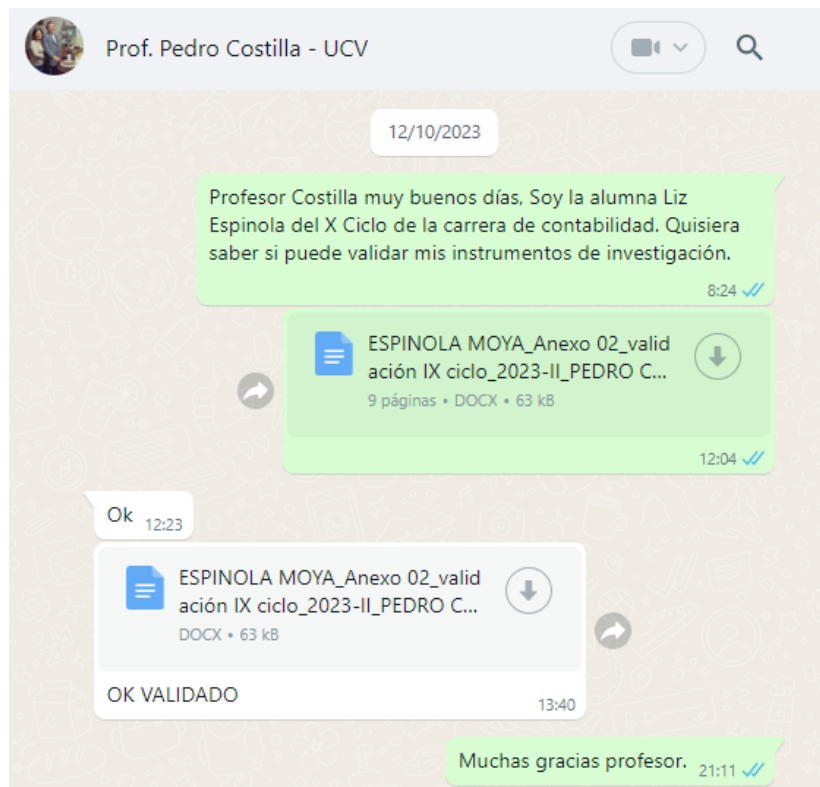 Prof. Pedro Costilla - UCV
12/10/2023
Profesor Costilla muy buenos días, Soy la alumna Liz
Espinola del X Ciclo de la carrera de contabilidad. Quisiera
saber si puede validar mis instrumentos de investigación.
8:24
ESPINOLA MOYA_Anexo 02_valid
ación IX ciclo_2023-II_PEDRO C...
9 páginas • DOCX • 63 kB
12:04
Ok 12:23
ESPINOLA MOYA_Anexo 02_valid
ación IX ciclo_2023-II_PEDRO C...
DOCX • 63 kB
OK VALIDADO
13:40
Muchas gracias profesor. 21:11